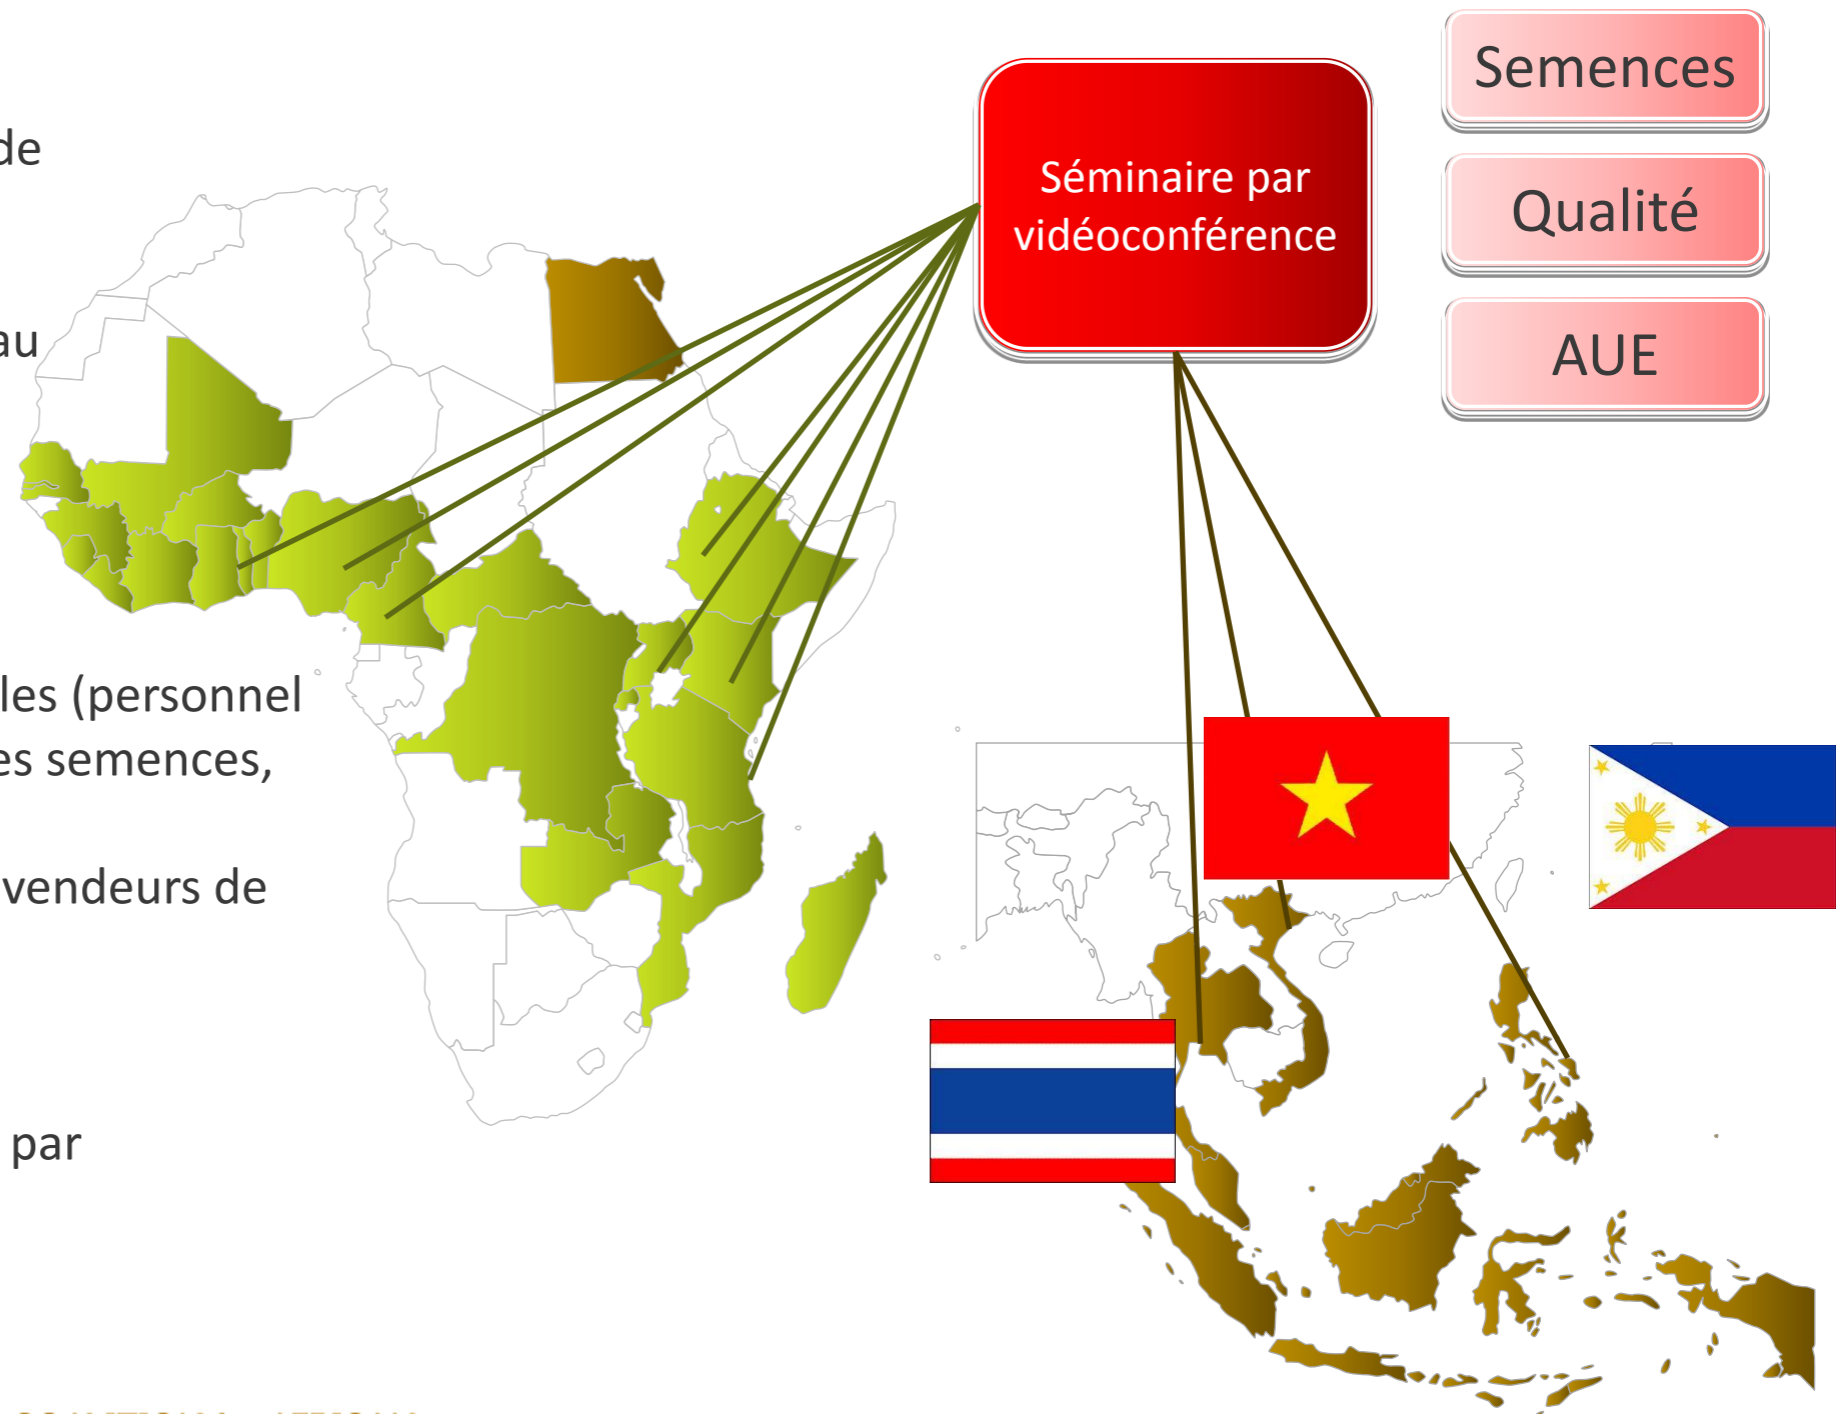 de
au
les (personnel
es semences,
vendeurs de
par
Séminaire par
vidéoconférence
Semences
Qualité
AUE